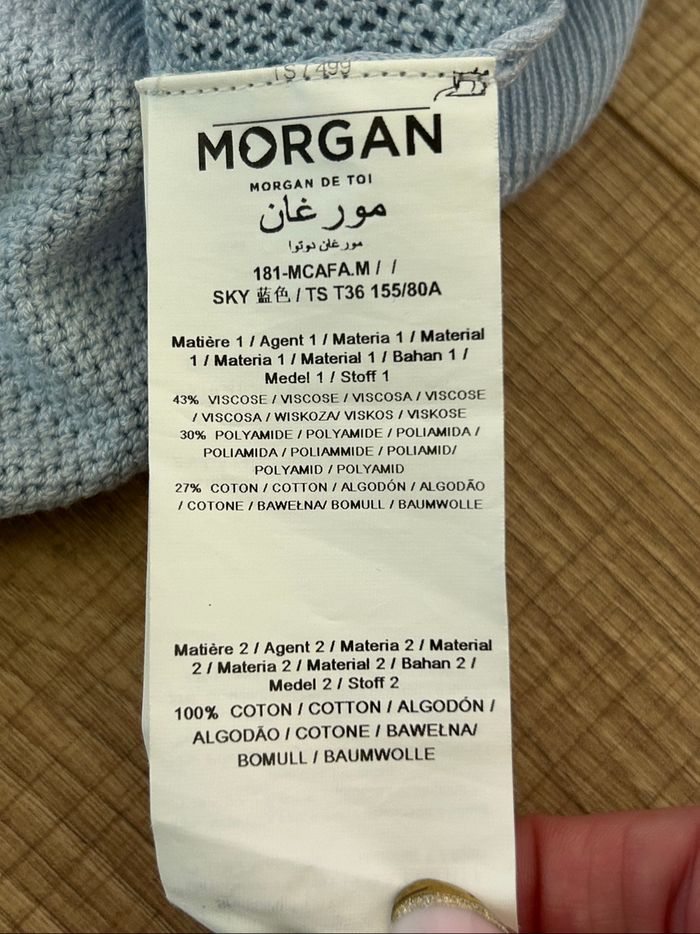 MORGAN
MORGAN DE TOI
مورغان
مورغان دوتوا
181-MCAFA.M / /
SKY 蓝色 / TS T36 155/80A
Matière 1 / Agent 1 / Materia 1 / Material
1 / Materia 1 / Material 1 / Bahan 1 /
Medel 1 / Stoff 1
43% VISCOSE / VISCOSE / VISCOSA / VISCOSE
/ VISCOSA / WISKOZA/ VISKOS / VISKOSE
30% POLYAMIDE / POLYAMIDE / POLIAMIDA /
POLIAMIDA / POLIAMMIDE / POLIAMID/
POLYAMID / POLYAMID
27% COTON / COTTON / ALGODÓN / ALGODÃO
/ COTONE / BAWEŁNA/ BOMULL / BAUMWOLLE
Matière 2 / Agent 2 / Materia 2 / Material
2 / Materia 2 / Material 2 / Bahan 2 /
Medel 2 / Stoff 2
100% COTON / COTTON / ALGODÓN /
ALGODÃO / COTONE / BAWEŁNA/
BOMULL / BAUMWOLLE